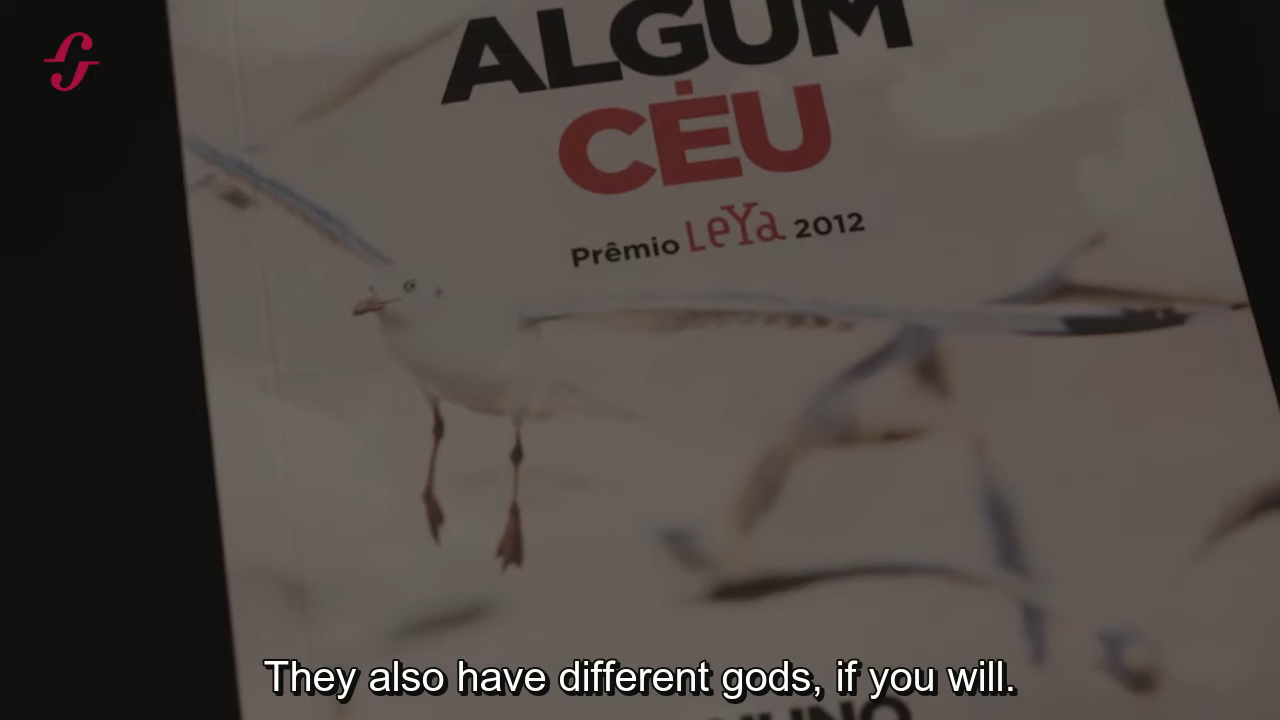 ALGUM
CÉU
Prêmio LeYa 2012
They also have different gods, if you will.